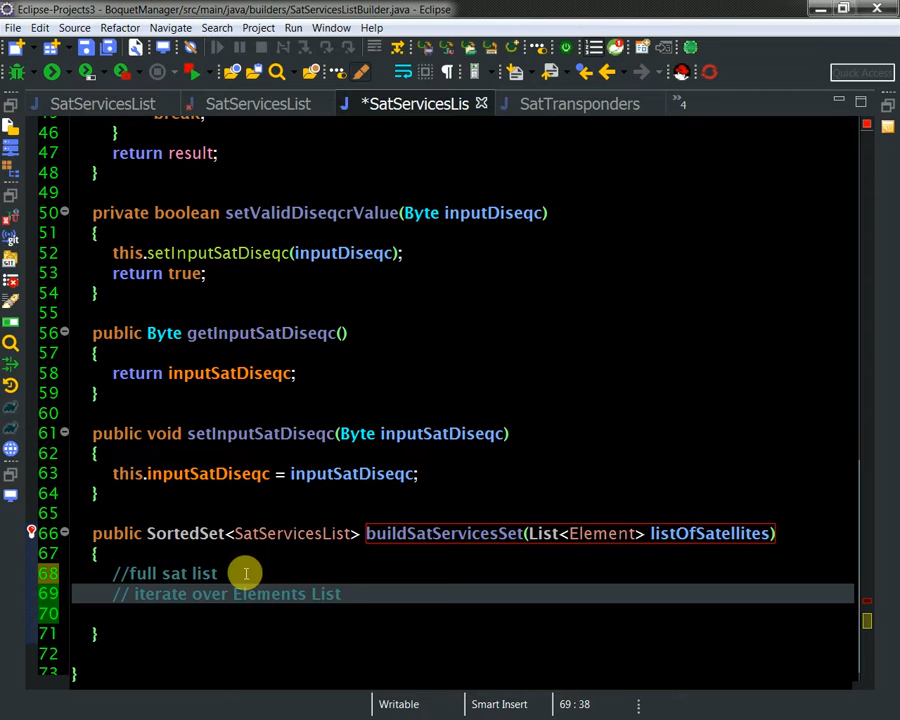 Eclipse-Projects3 - BoquetManager/src/main/java/builders/SatServicesListBuilder.java - Eclipse
File Edit Source Refactor Navigate Search Project Run Window Help
Quick Access
SatServicesList SatServicesList *SatServicesLis SatTransponders »4
break;
46 }
47 return result;
48 }
49
50 private boolean setValidDiseqcrValue(Byte inputDiseqc)
51 {
52 this.setInputSatDiseqc(inputDiseqc);
53 return true;
54 }
55
56 public Byte getInputSatDiseqc()
57 {
58 return inputSatDiseqc;
59 }
60
61 public void setInputSatDiseqc(Byte inputSatDiseqc)
62 {
63 this.inputSatDiseqc = inputSatDiseqc;
64 }
65
66 public SortedSet<SatServicesList> buildSatServicesSet(List<Element> listOfSatellites)
67 {
68 //full sat list
69 // iterate over Elements List
70
71 }
72
73 }
Writable Smart Insert 69 : 38